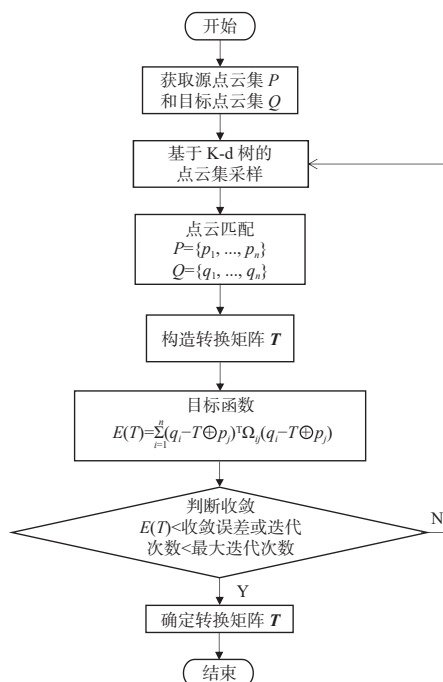 开始
获取源点云集 P
和目标点云集 Q
基于 K-d 树的
点云集采样
点云匹配
P={p₁, ..., pₙ}
Q={q₁, ..., qₙ}
构造转换矩阵 T
目标函数
E(T)=∑ⁿᵢ₌₁(qᵢ−T⊕pⱼ)ᵀΩᵢⱼ(qᵢ−T⊕pⱼ)
判断收敛
E(T)<收敛误差或迭代
次数<最大迭代次数
N
Y
确定转换矩阵 T
结束